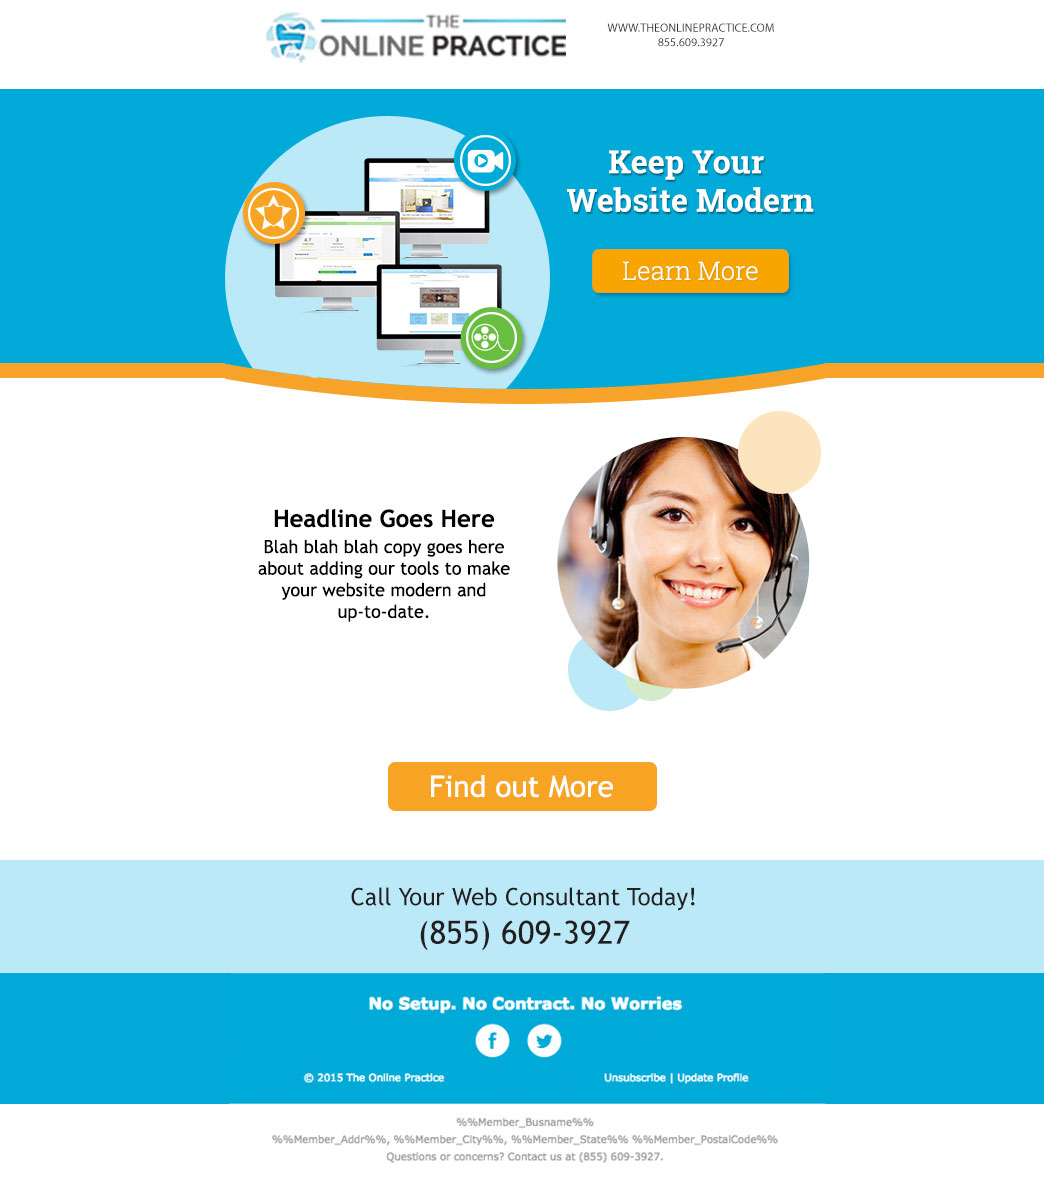 THE
ONLINE PRACTICE
WWW.THEONLINEPRACTICE.COM
855.609.3927
Keep Your
Website Modern
Learn More
Headline Goes Here
Blah blah blah copy goes here
about adding our tools to make
your website modern and
up-to-date.
Find out More
Call Your Web Consultant Today!
(855) 609-3927
No Setup. No Contract. No Worries
© 2015 The Online Practice
Unsubscribe | Update Profile
%%Member_Busname%%
%%Member_Addr%%, %%Member_City%%, %%Member_State%% %%Member_PostalCode%%
Questions or concerns? Contact us at (855) 609-3927.